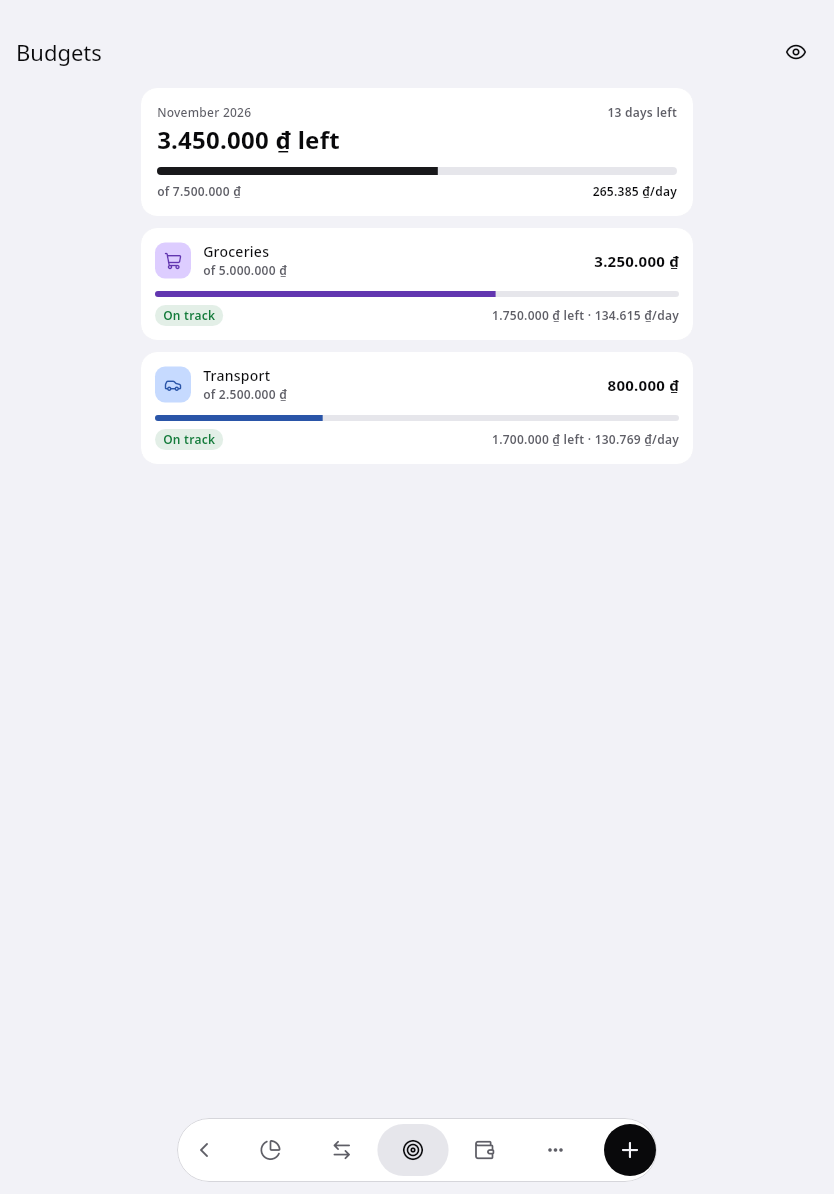 Budgets
November 2026
13 days left
3.450.000 ₫ left
of 7.500.000 ₫
265.385 ₫/day
Groceries
of 5.000.000 ₫
3.250.000 ₫
On track
1.750.000 ₫ left · 134.615 ₫/day
Transport
of 2.500.000 ₫
800.000 ₫
On track
1.700.000 ₫ left · 130.769 ₫/day